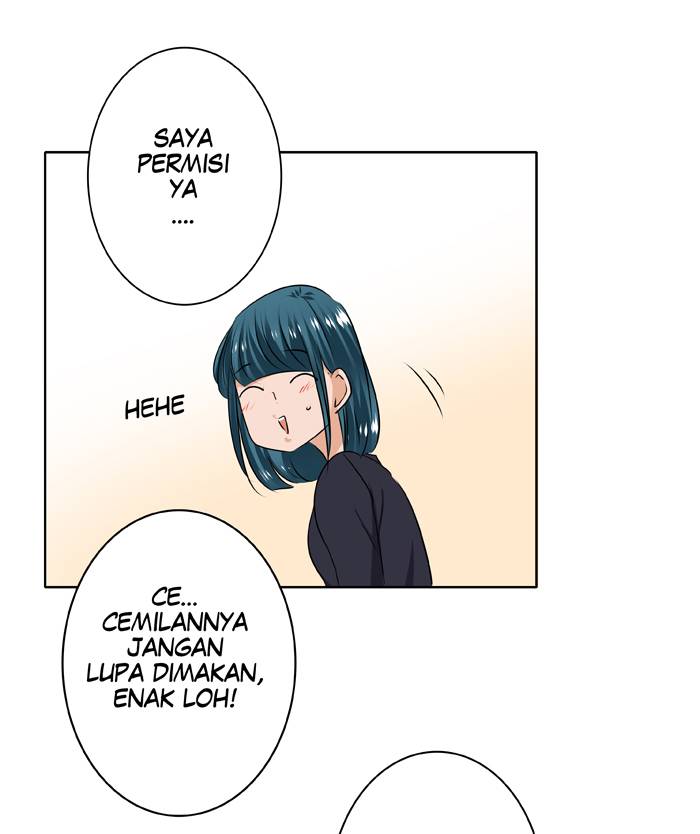 SAYA
PERMISI
YA
....
HEHE
CE...
CEMILANNYA
JANGAN
LUPA DIMAKAN,
ENAK LOH!